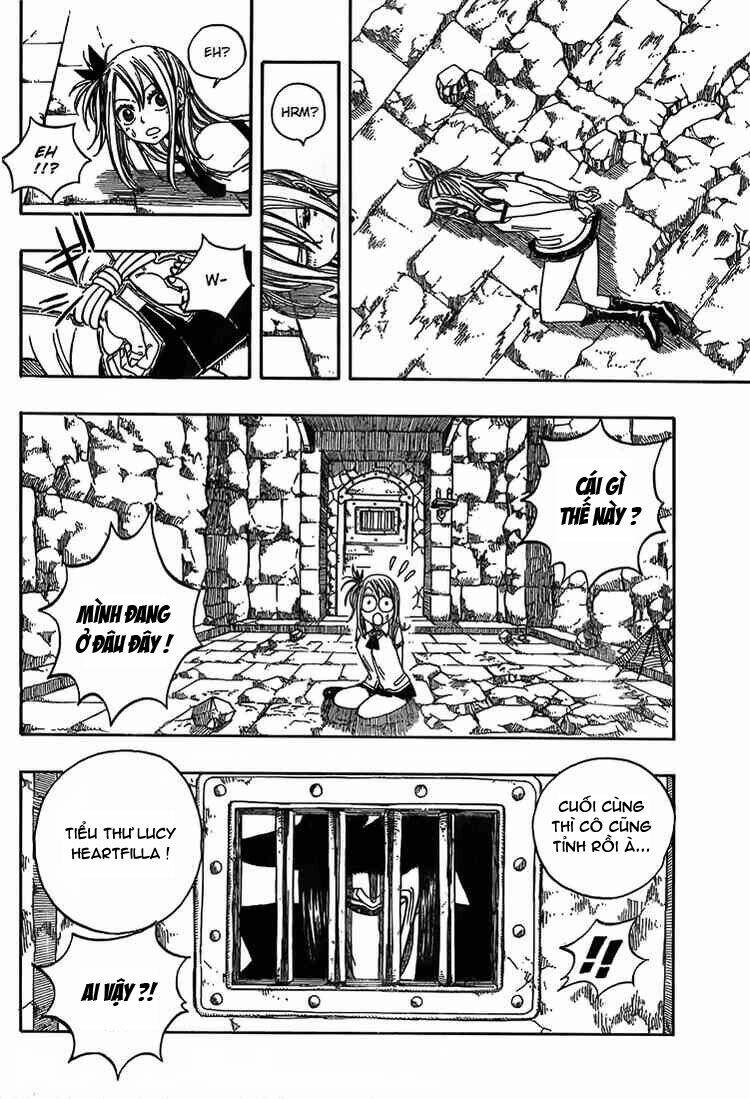 HRM?
EH?
EH
!!?
W-
CÁI GÌ
THẾ NÀY ?
MÌNH ĐANG
Ở ĐÂU ĐÂY !
CUỐI CÙNG
THÌ CÔ CŨNG
TỈNH RỒI À...
TIỂU THƯ LUCY
HEARTFILLA !
!!
AI VẬY ?!